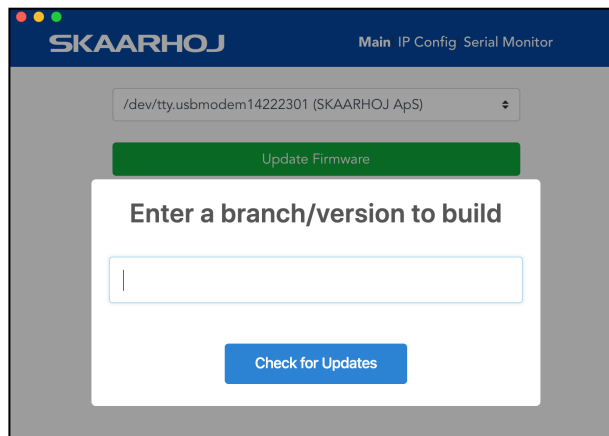 SKAARHOJ
Main IP Config Serial Monitor
/dev/tty.usbmodem14222301 (SKAARHOJ ApS)
Update Firmware
Enter a branch/version to build
Check for Updates